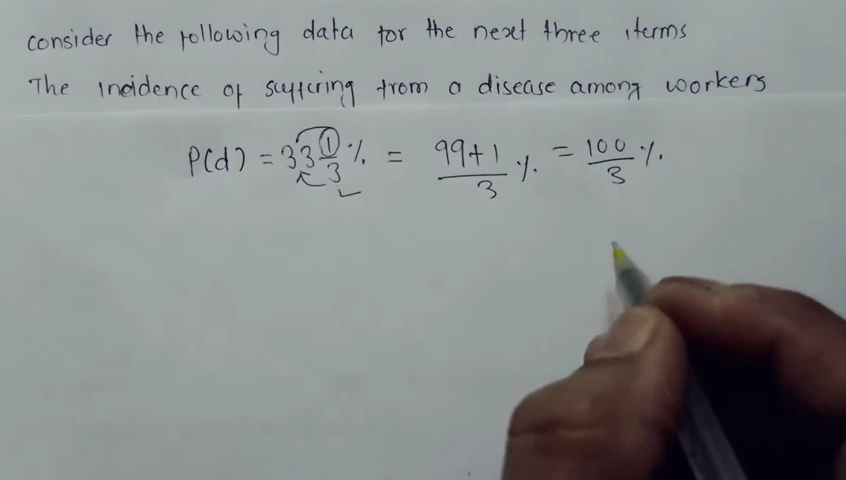 consider the following data for the next three iterms
The incidence of suffering from a disease among workers
P(d) = 33 1/3 % = 99+1/3 % = 100/3 %.